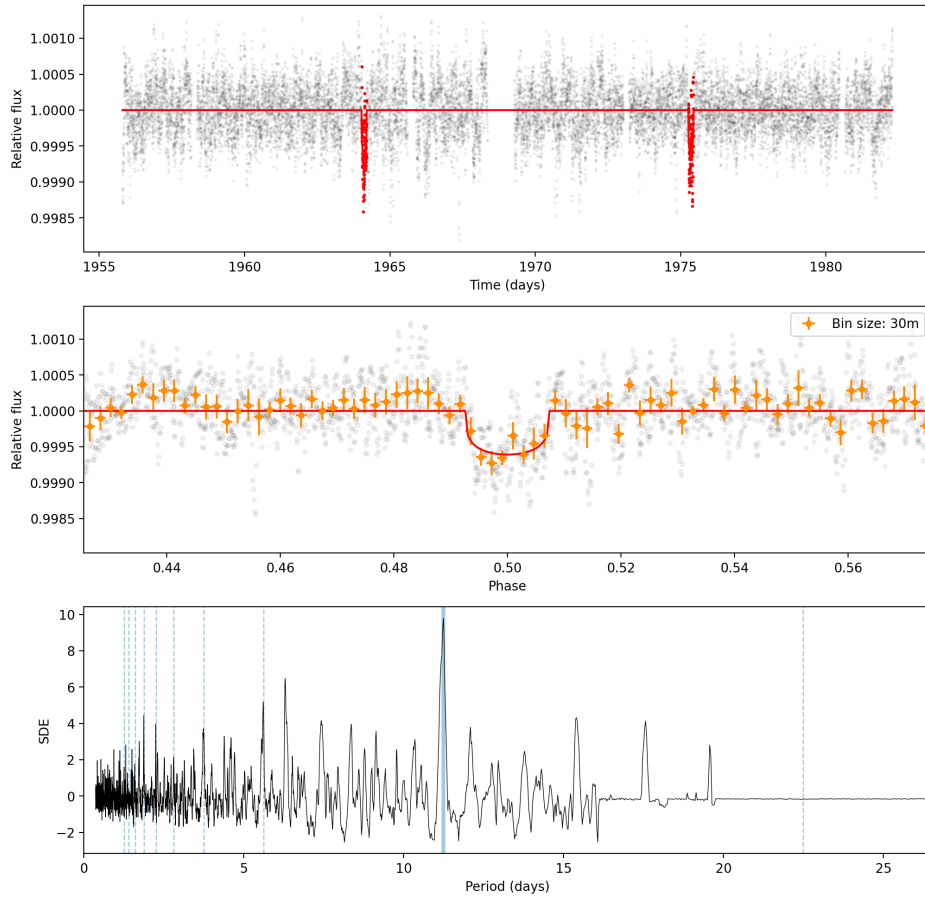 1.0010
1.0005
1.0000
0.9995
0.9990
0.9985
Relative flux
1955 1960 1965 1970 1975 1980
Time (days)
1.0010
1.0005
1.0000
0.9995
0.9990
0.9985
Relative flux
Bin size: 30m
0.44 0.46 0.48 0.50 0.52 0.54 0.56
Phase
10
8
6
4
2
0
−2
SDE
0 5 10 15 20 25
Period (days)